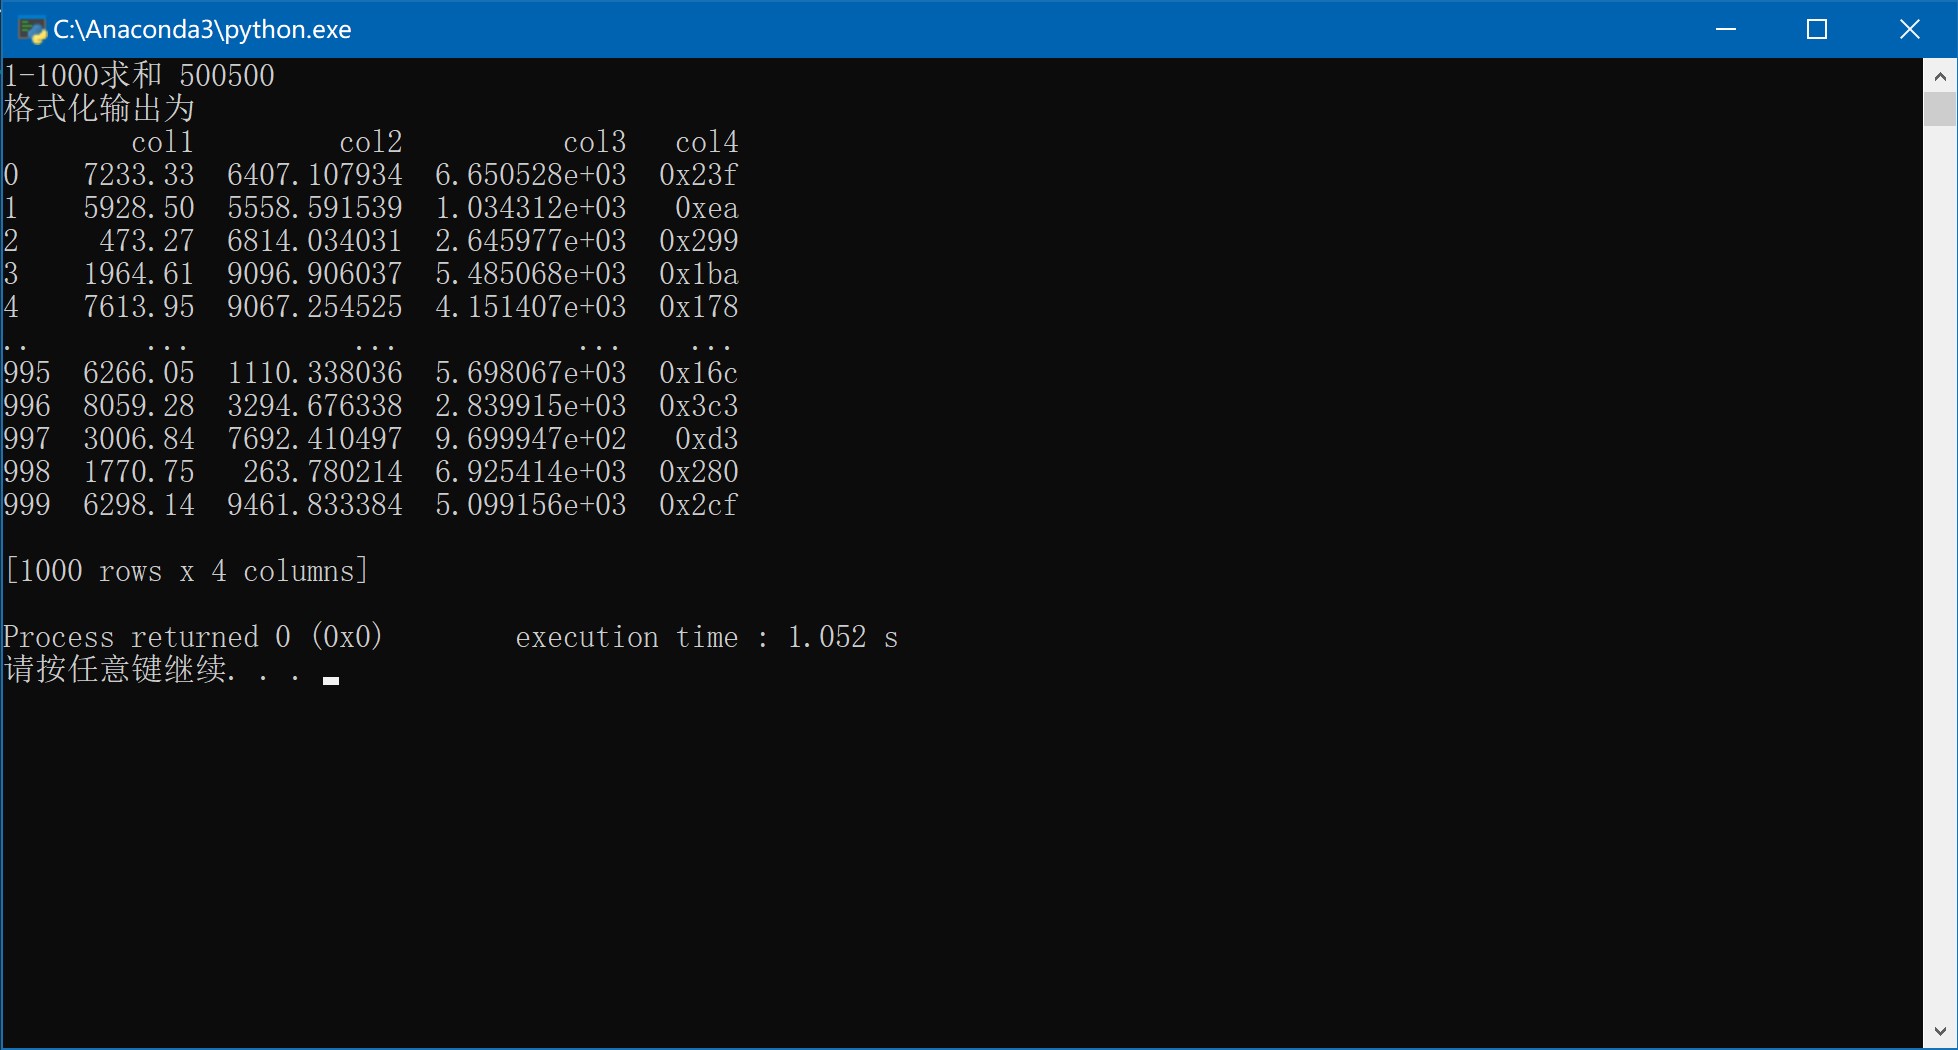 C:\Anaconda3\python.exe
1-1000求和 500500
格式化输出为
        col1         col2          col3   col4
0    7233.33  6407.107934  6.650528e+03  0x23f
1    5928.50  5558.591539  1.034312e+03   0xea
2     473.27  6814.034031  2.645977e+03  0x299
3    1964.61  9096.906037  5.485068e+03  0x1ba
4    7613.95  9067.254525  4.151407e+03  0x178
..       ...          ...           ...    ...
995  6266.05  1110.338036  5.698067e+03  0x16c
996  8059.28  3294.676338  2.839915e+03  0x3c3
997  3006.84  7692.410497  9.699947e+02   0xd3
998  1770.75   263.780214  6.925414e+03  0x280
999  6298.14  9461.833384  5.099156e+03  0x2cf
[1000 rows x 4 columns]
Process returned 0 (0x0)        execution time : 1.052 s
请按任意键继续. . .